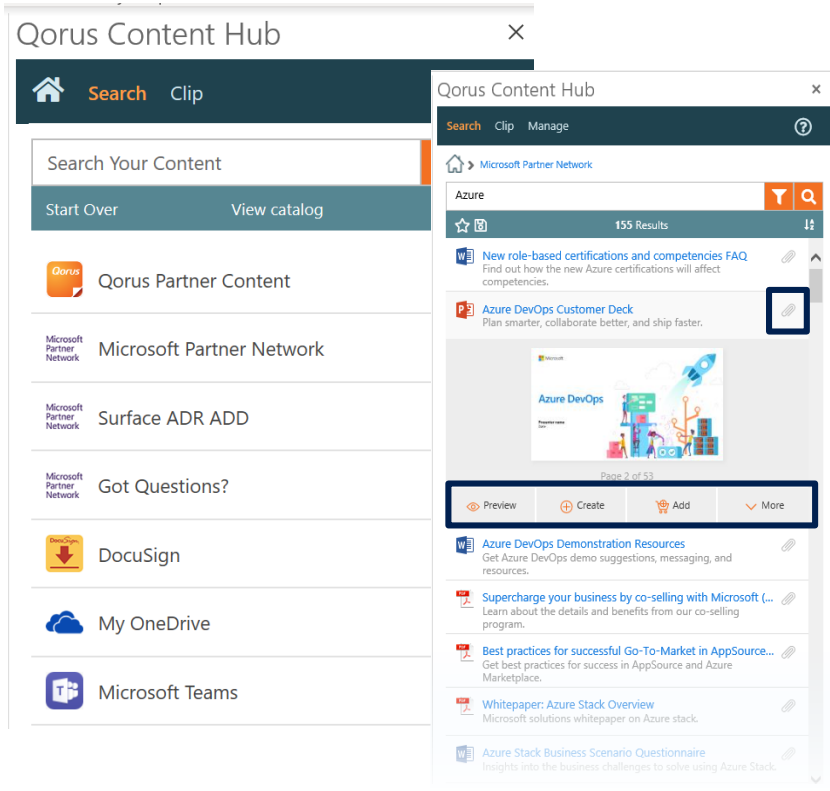 Qorus Content Hub
Search Clip
Search Your Content
Start Over View catalog
Qorus
Qorus Partner Content
Microsoft
Partner
Network
Microsoft Partner Network
Microsoft
Partner
Network
Surface ADR ADD
Microsoft
Partner
Network
Got Questions?
DocuSign
DocuSign
My OneDrive
Microsoft Teams
Qorus Content Hub
Search Clip Manage
Microsoft Partner Network
Azure
155 Results
New role-based certifications and competencies FAQ
Find out how the new Azure certifications will affect
competencies.
Azure DevOps Customer Deck
Plan smarter, collaborate better, and ship faster.
Microsoft
Azure DevOps
Presenter name
Page 2 of 53
Preview Create Add More
Azure DevOps Demonstration Resources
Get Azure DevOps demo suggestions, messaging, and
resources.
Supercharge your business by co-selling with Microsoft (...
Learn about the details and benefits from our co-selling
program.
Best practices for successful Go-To-Market in AppSource...
Get best practices for success in AppSource and Azure
Marketplace.
Whitepaper: Azure Stack Overview
Microsoft solutions whitepaper on Azure stack.
Azure Stack Business Scenario Questionnaire
Insights into the business challenges to solve using Azure Stack.